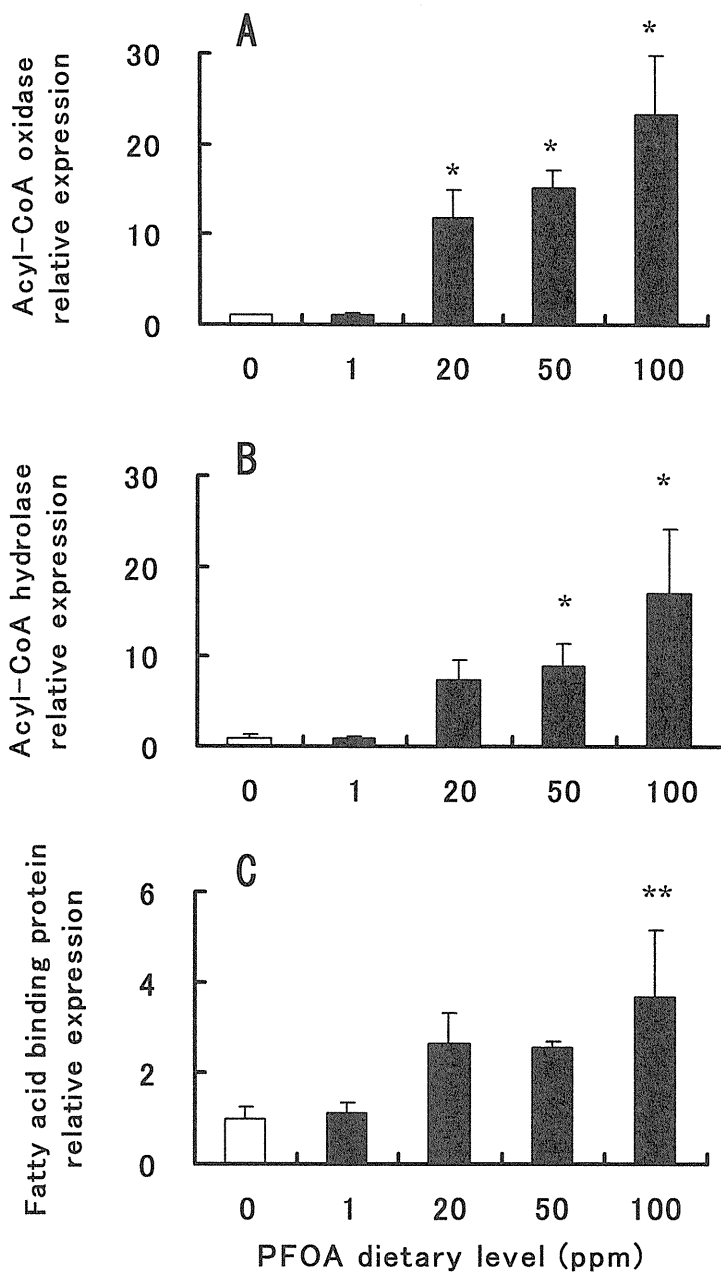 A
Acyl-CoA oxidase
relative expression
30
20
10
0
*
*
*
0 1 20 50 100
B
Acyl-CoA hydrolase
relative expression
30
20
10
0
*
*
0 1 20 50 100
C
Fatty acid binding protein
relative expression
6
4
2
0
**
0 1 20 50 100
PFOA dietary level (ppm)